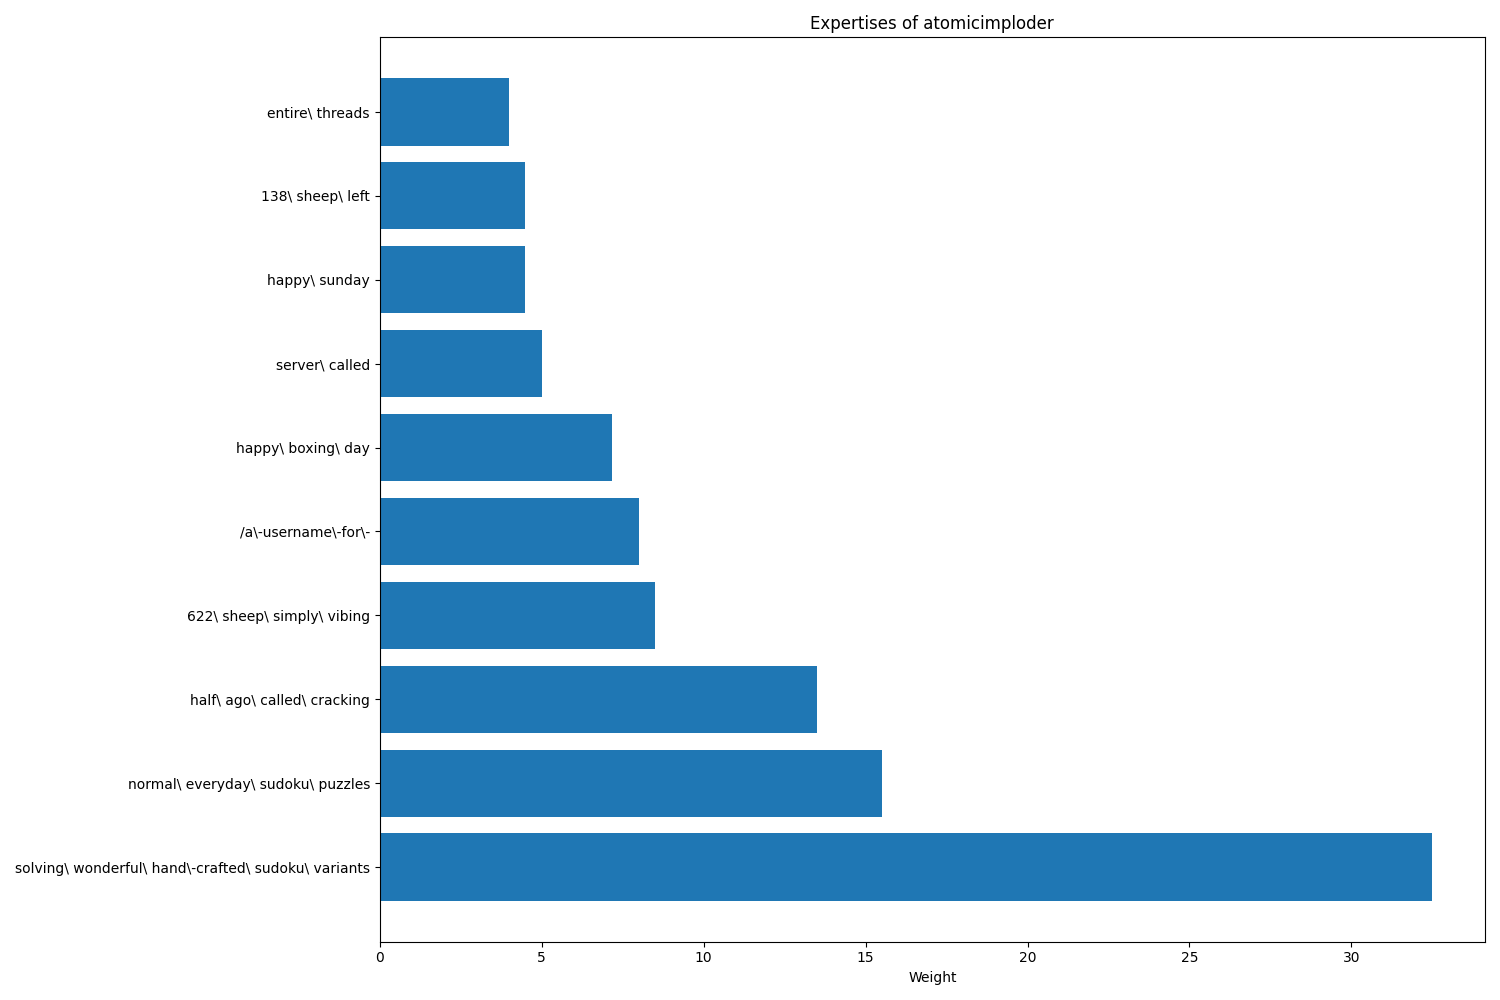 Expertises of atomicimploder
entire\ threads
138\ sheep\ left
happy\ sunday
server\ called
happy\ boxing\ day
/a\-username\-for\-
622\ sheep\ simply\ vibing
half\ ago\ called\ cracking
normal\ everyday\ sudoku\ puzzles
solving\ wonderful\ hand\-crafted\ sudoku\ variants
0 5 10 15 20 25 30
Weight